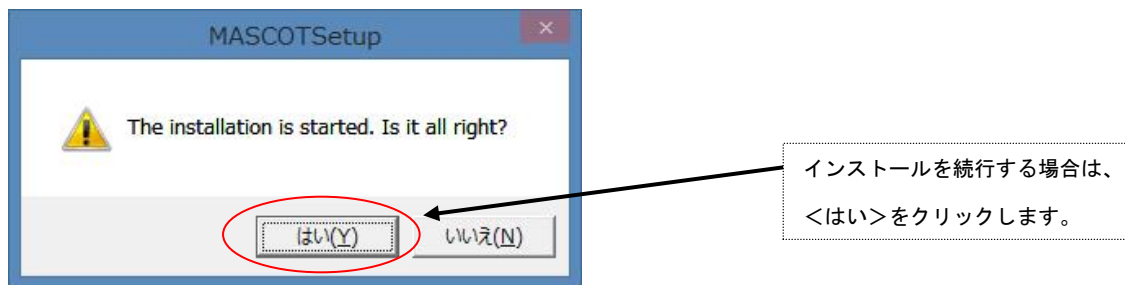 MASCOTSetup
The installation is started. Is it all right?
インストールを続行する場合は、
<はい>をクリックします。
はい(Y)
いいえ(N)